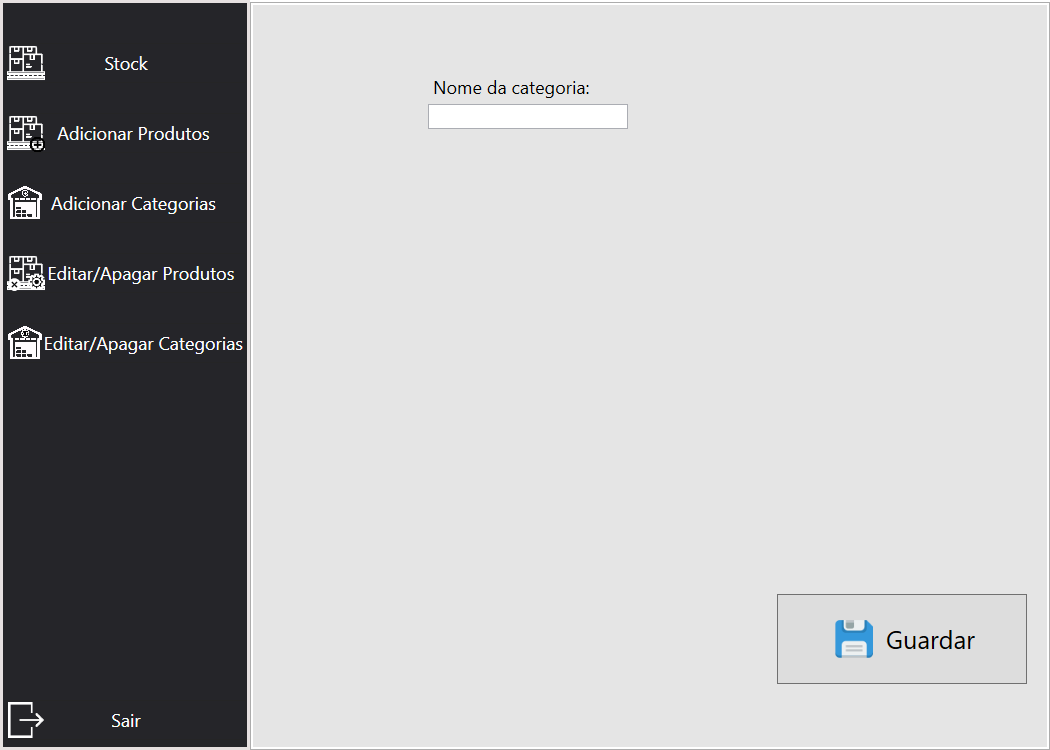 Stock
Adicionar Produtos
Adicionar Categorias
Editar/Apagar Produtos
Editar/Apagar Categorias
Sair
Nome da categoria:
Guardar